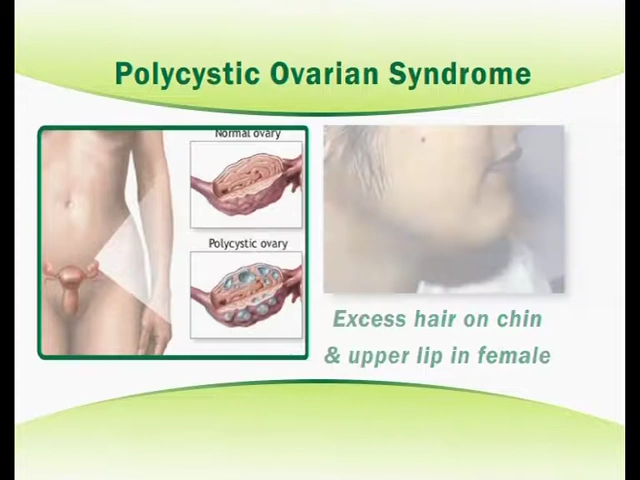 Polycystic Ovarian Syndrome
Normal ovary
Polycystic ovary
Excess hair on chin
& upper lip in female